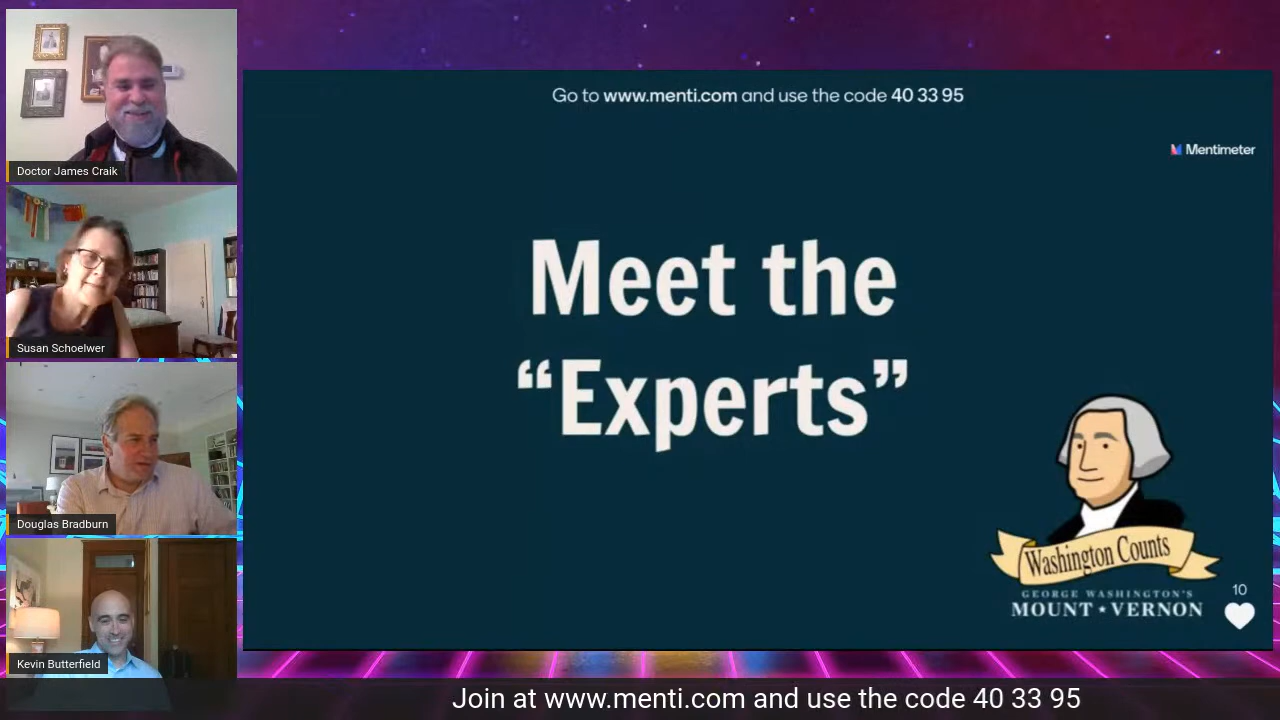 Doctor James Craik
Susan Schoelwer
Douglas Bradburn
Kevin Butterfield
Go to www.menti.com and use the code 40 33 95
Mentimeter
Meet the
“Experts”
Washington Counts
GEORGE WASHINGTON'S
MOUNT ★ VERNON
10
Join at www.menti.com and use the code 40 33 95